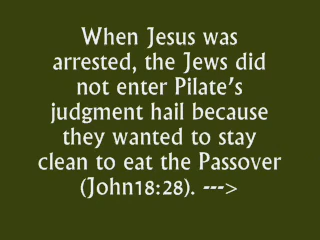 When Jesus was
arrested, the Jews did
not enter Pilate's
judgment hail because
they wanted to stay
clean to eat the Passover
(John18:28). --->